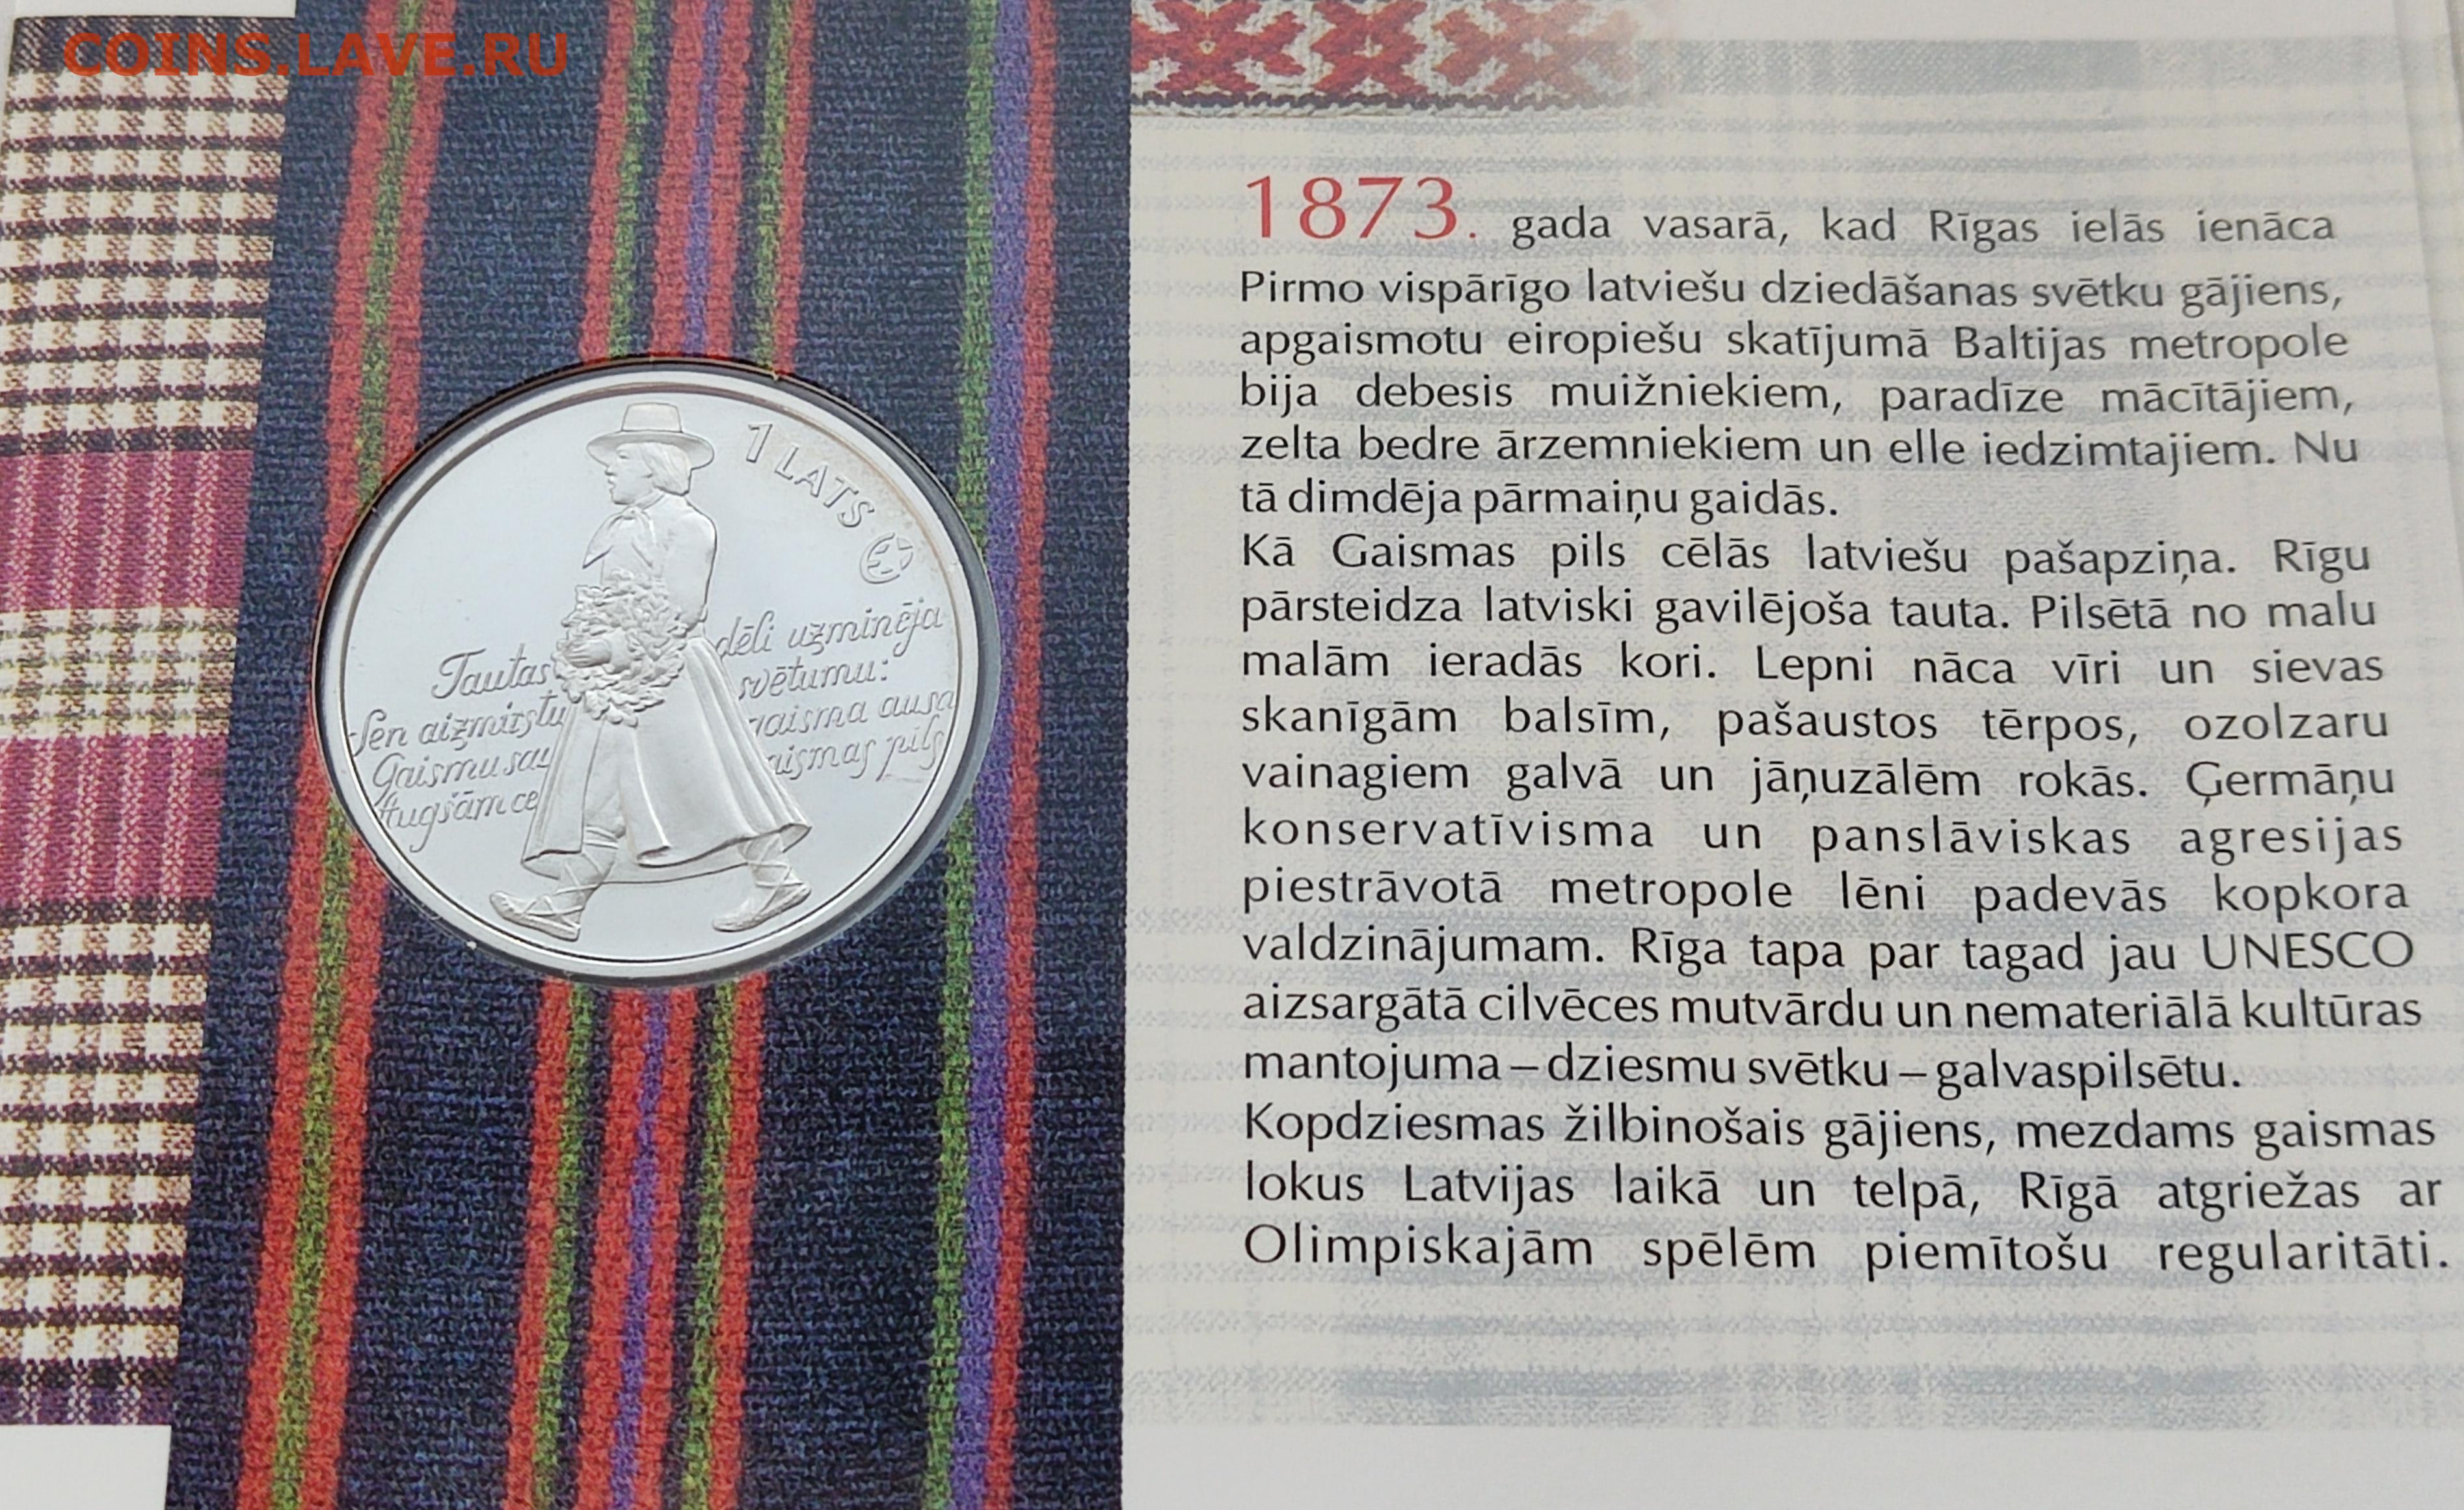 COINS.LAVE.RU
1 LATS
Tautas dēli uzminēja
Sen aizmirstu svētumu:
Gaismu sau gaisma ausa
Augšām ce aismas pils
1873. gada vasarā, kad Rīgas ielās ienāca
Pirmo vispārīgo latviešu dziedāšanas svētku gājiens,
apgaismotu eiropiešu skatījumā Baltijas metropole
bija debesis muižniekiem, paradīze mācītājiem,
zelta bedre ārzemniekiem un elle iedzimtajiem. Nu
tā dimdēja pārmaiņu gaidās.
Kā Gaismas pils cēlās latviešu pašapziņa. Rīgu
pārsteidza latviski gavilējoša tauta. Pilsētā no malu
malām ieradās kori. Lepni nāca vīri un sievas
skanīgām balsīm, pašaustos tērpos, ozolzaru
vainagiem galvā un jāņuzālēm rokās. Ģermāņu
konservatīvisma un panslāviskas agresijas
piestrāvotā metropole lēni padevās kopkora
valdzinājumam. Rīga tapa par tagad jau UNESCO
aizsargātā cilvēces mutvārdu un nemateriālā kultūras
mantojuma – dziesmu svētku – galvaspilsētu.
Kopdziesmas žilbinošais gājiens, mezdams gaismas
lokus Latvijas laikā un telpā, Rīgā atgriežas ar
Olimpiskajām spēlēm piemītošu regularitāti.